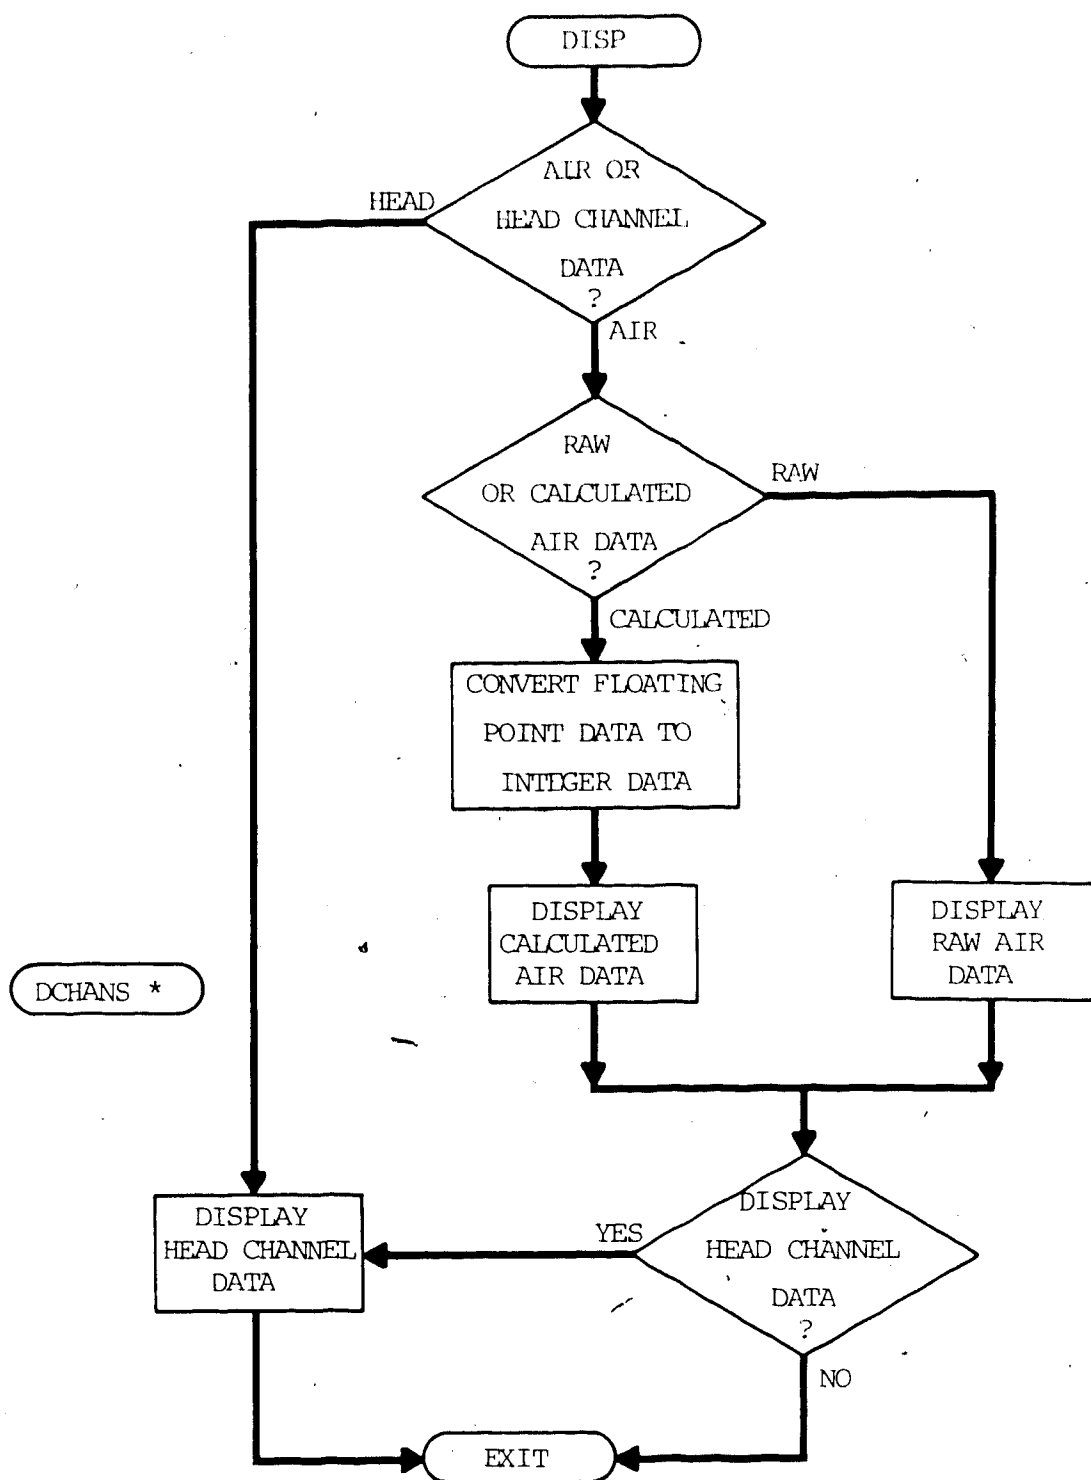 DISP
AIR OR
HEAD CHANNEL
DATA
?
HEAD
AIR
RAW
OR CALCULATED
AIR DATA
?
RAW
CALCULATED
CONVERT FLOATING
POINT DATA TO
INTEGER DATA
DISPLAY
CALCULATED
AIR DATA
DISPLAY
RAW AIR
DATA
DCHANS *
DISPLAY
HEAD CHANNEL
DATA
?
YES
NO
DISPLAY
HEAD CHANNEL
DATA
EXIT